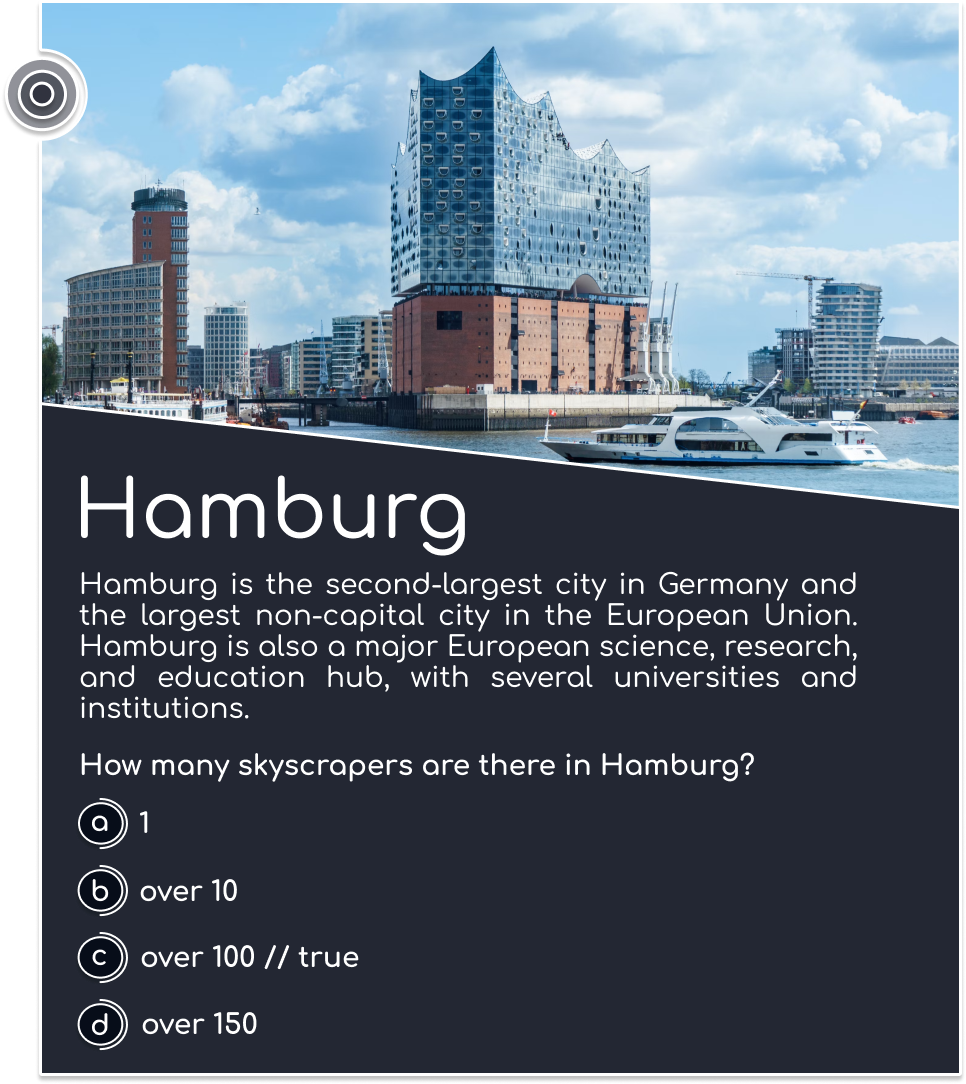 Hamburg
Hamburg is the second-largest city in Germany and
the largest non-capital city in the European Union.
Hamburg is also a major European science, research,
and education hub, with several universities and
institutions.
How many skyscrapers are there in Hamburg?
a 1
b over 10
c over 100 // true
d over 150